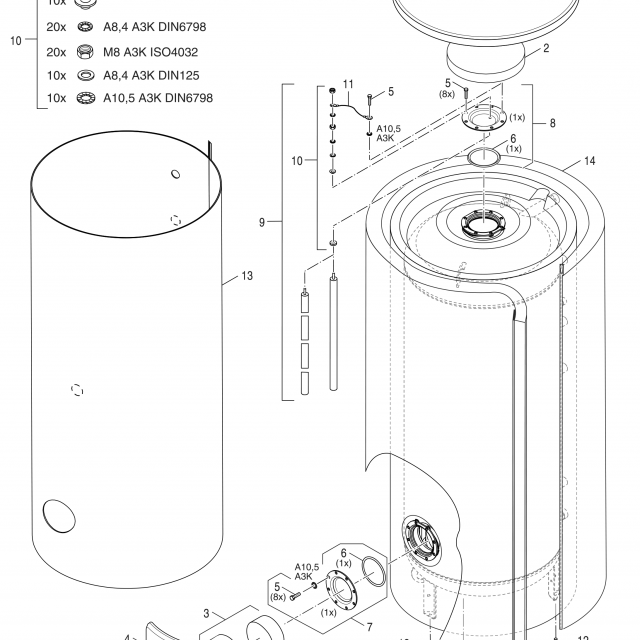 10x
20x A8,4 A3K DIN6798
10 20x M8 A3K ISO4032
10x A8,4 A3K DIN125
10x A10,5 A3K DIN6798
2
11
5
5
(8x)
(1x)
A10,5
A3K
8
6
(1x)
10
14
9
13
6
(1x)
A10,5
A3K
5
(8x)
(1x)
7
3